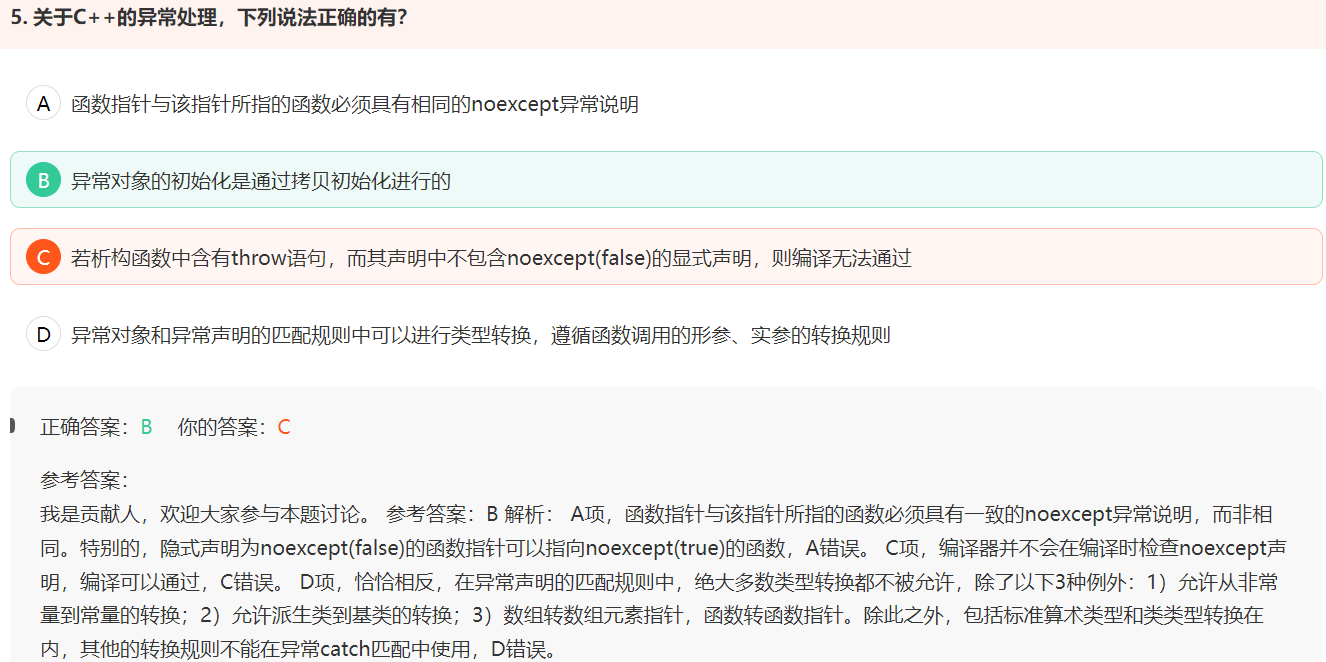 5. 关于C++的异常处理，下列说法正确的有？
A 函数指针与该指针所指的函数必须具有相同的noexcept异常说明
B 异常对象的初始化是通过拷贝初始化进行的
C 若析构函数中含有throw语句，而其声明中不包含noexcept(false)的显式声明，则编译无法通过
D 异常对象和异常声明的匹配规则中可以进行类型转换，遵循函数调用的形参、实参的转换规则
正确答案：B 你的答案：C
参考答案：
我是贡献人，欢迎大家参与本题讨论。 参考答案：B 解析： A项，函数指针与该指针所指的函数必须具有一致的noexcept异常说明，而非相
同。特别的，隐式声明为noexcept(false)的函数指针可以指向noexcept(true)的函数，A错误。 C项，编译器并不会在编译时检查noexcept声
明，编译可以通过，C错误。 D项，恰恰相反，在异常声明的匹配规则中，绝大多数类型转换都不被允许，除了以下3种例外：1）允许从非常
量到常量的转换；2）允许派生类到基类的转换；3）数组转数组元素指针，函数转函数指针。除此之外，包括标准算术类型和类类型转换在
内，其他的转换规则不能在异常catch匹配中使用，D错误。